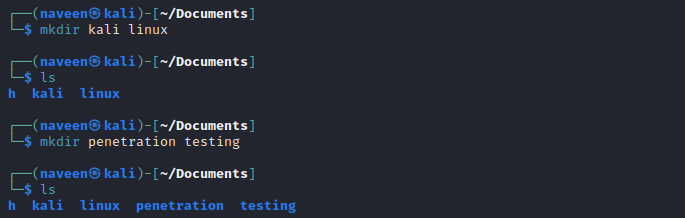 ┌──(naveen㉿kali)-[~/Documents]
└─$ mkdir kali linux
┌──(naveen㉿kali)-[~/Documents]
└─$ ls
h  kali  linux
┌──(naveen㉿kali)-[~/Documents]
└─$ mkdir penetration testing
┌──(naveen㉿kali)-[~/Documents]
└─$ ls
h  kali  linux  penetration  testing